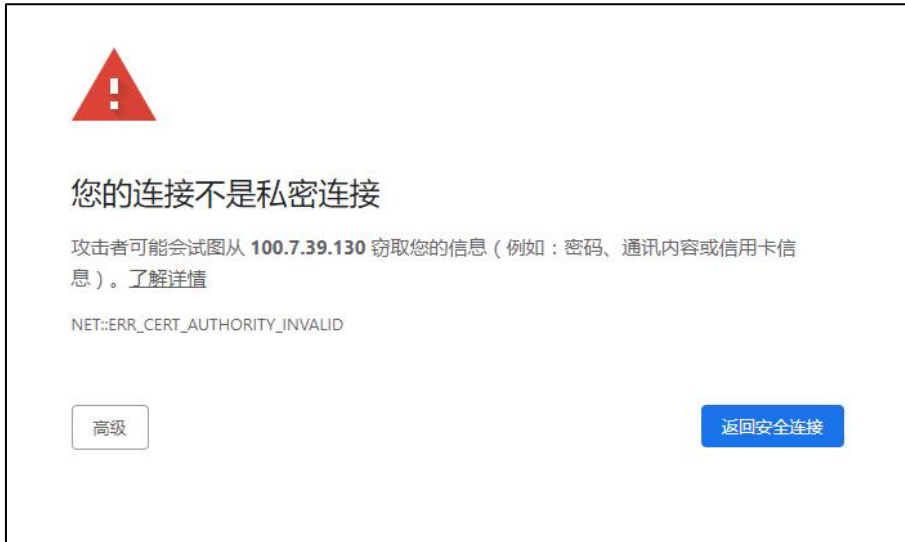 您的连接不是私密连接
攻击者可能会试图从 100.7.39.130 窃取您的信息（例如：密码、通讯内容或信用卡信
息）。了解详情
NET::ERR_CERT_AUTHORITY_INVALID
高级
返回安全连接